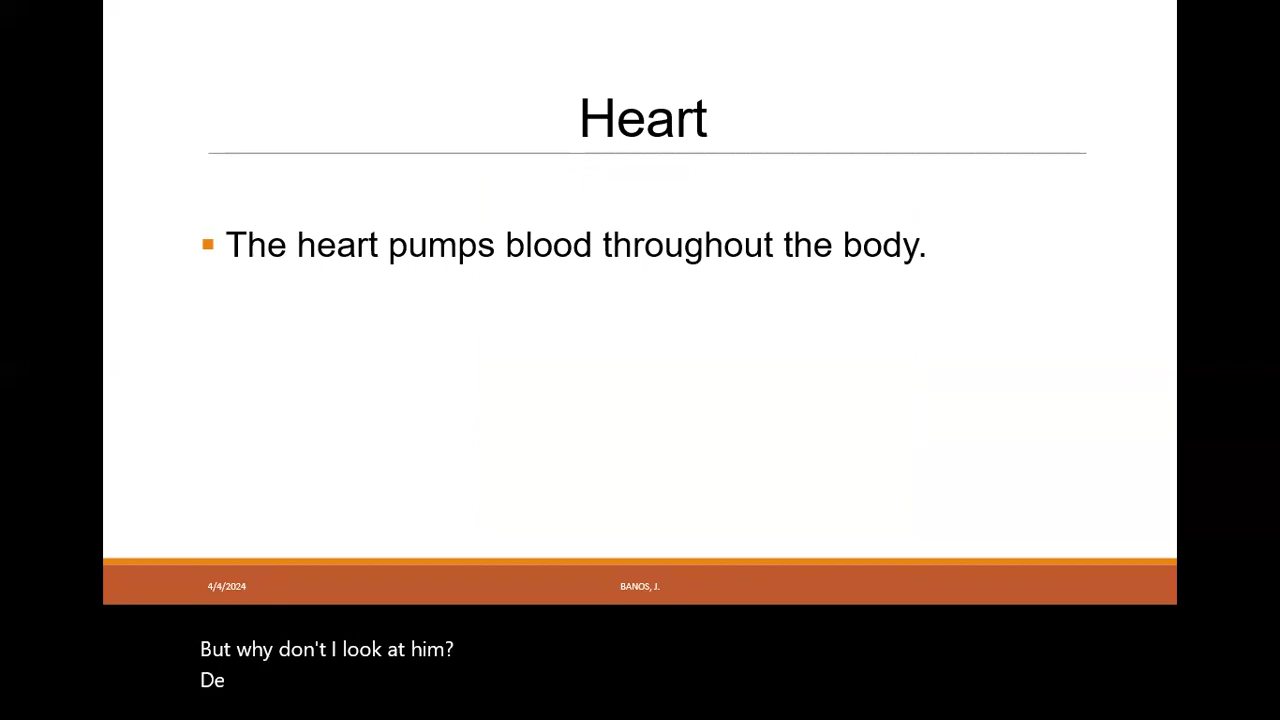 Heart
The heart pumps blood throughout the body.
4/4/2024
BANOS, J.
But why don't I look at him?
De